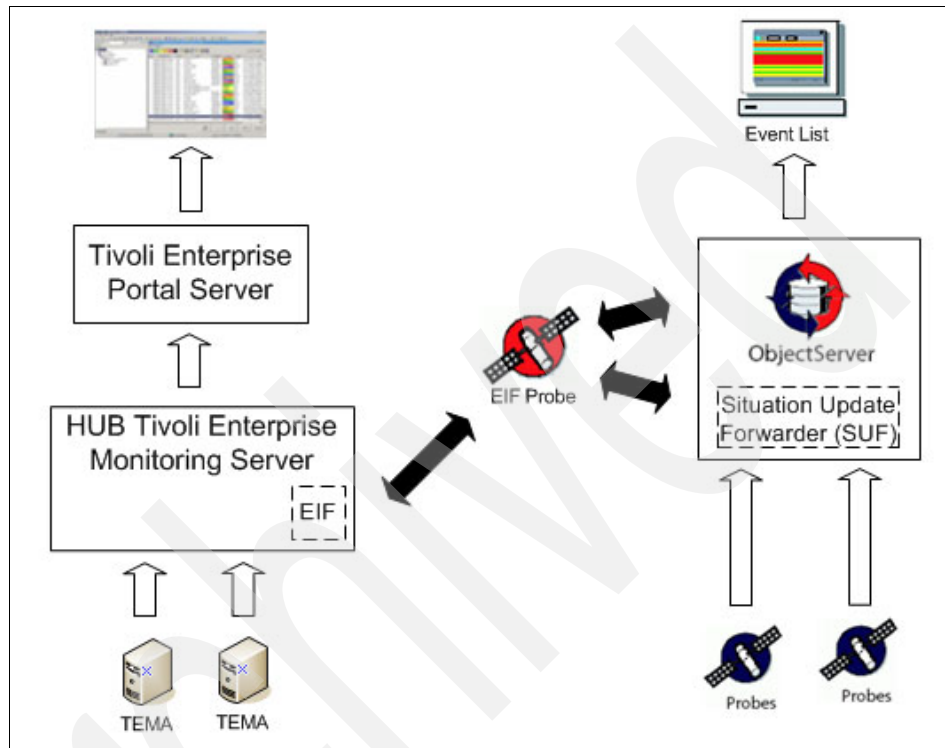 Event List
Tivoli Enterprise
Portal Server
EIF Probe
ObjectServer
Situation Update
Forwarder (SUF)
HUB Tivoli Enterprise
Monitoring Server
EIF
TEMA
TEMA
Probes
Probes